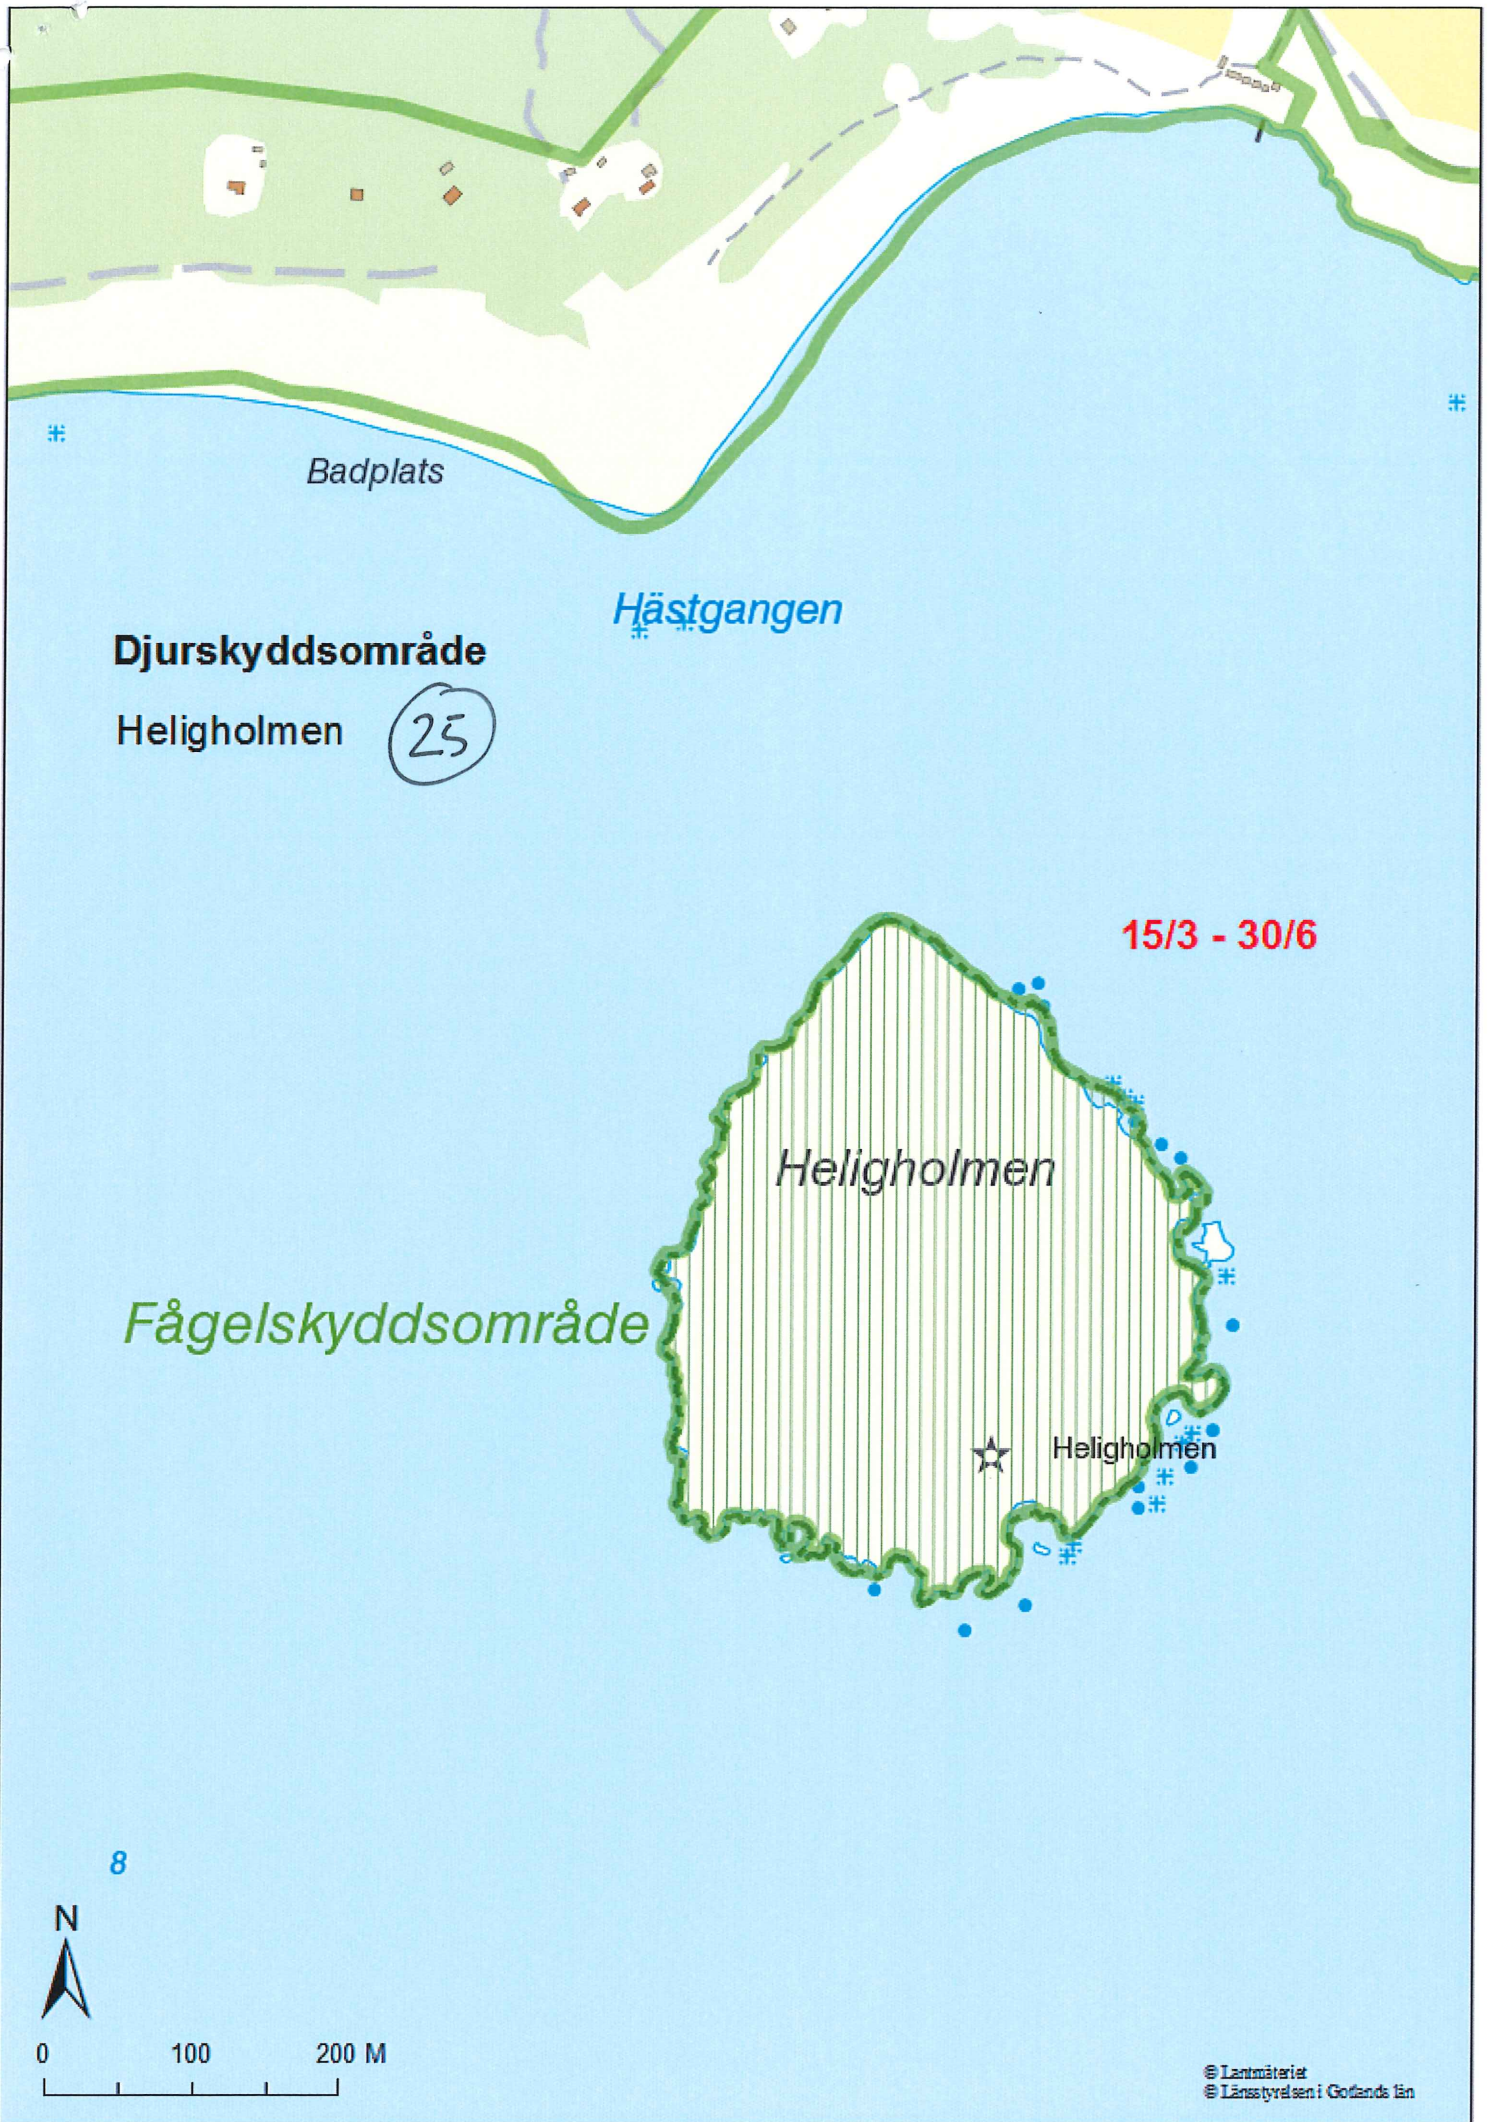 Badplats
Hästgangen
Djurskyddsområde
Heligholmen 25
15/3 - 30/6
Heligholmen
Fågelskyddsområde
Heligholmen
8
N
0 100 200 M
© Lantmäteriet
© Länsstyrelsen i Gotlands län